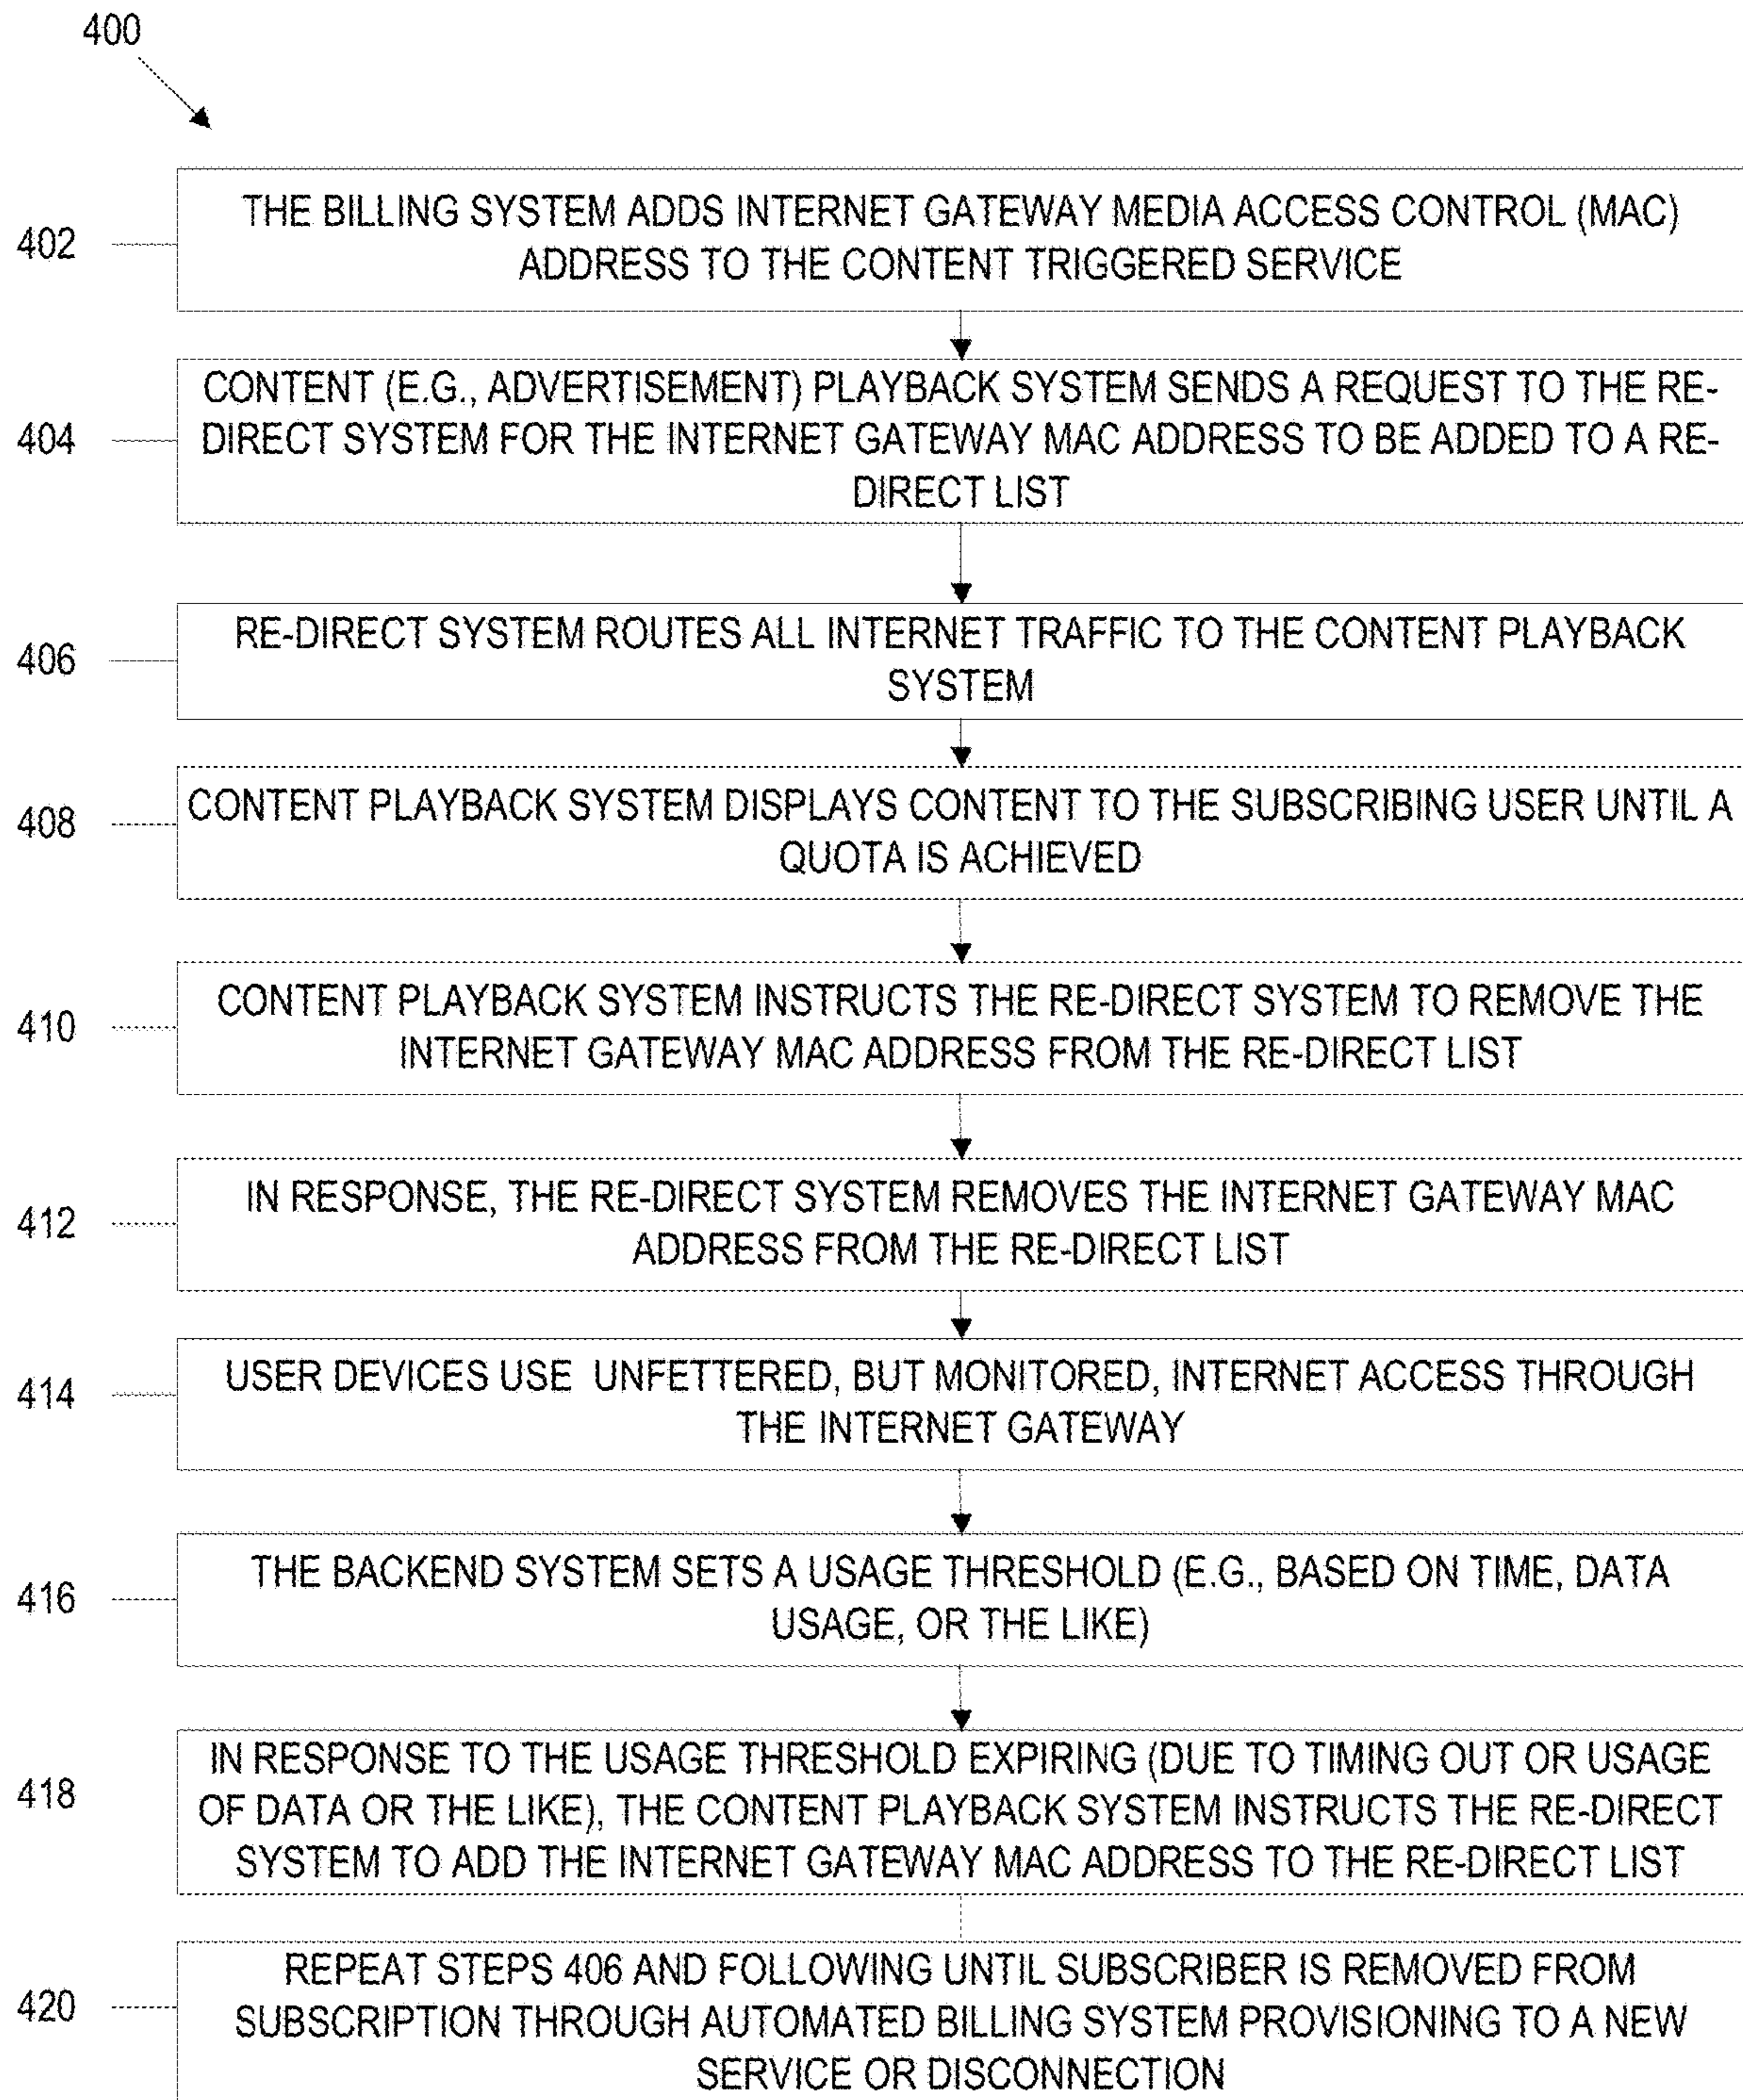 400
402
THE BILLING SYSTEM ADDS INTERNET GATEWAY MEDIA ACCESS CONTROL (MAC)
ADDRESS TO THE CONTENT TRIGGERED SERVICE
404
CONTENT (E.G., ADVERTISEMENT) PLAYBACK SYSTEM SENDS A REQUEST TO THE RE-
DIRECT SYSTEM FOR THE INTERNET GATEWAY MAC ADDRESS TO BE ADDED TO A RE-
DIRECT LIST
406
RE-DIRECT SYSTEM ROUTES ALL INTERNET TRAFFIC TO THE CONTENT PLAYBACK
SYSTEM
408
CONTENT PLAYBACK SYSTEM DISPLAYS CONTENT TO THE SUBSCRIBING USER UNTIL A
QUOTA IS ACHIEVED
410
CONTENT PLAYBACK SYSTEM INSTRUCTS THE RE-DIRECT SYSTEM TO REMOVE THE
INTERNET GATEWAY MAC ADDRESS FROM THE RE-DIRECT LIST
412
IN RESPONSE, THE RE-DIRECT SYSTEM REMOVES THE INTERNET GATEWAY MAC
ADDRESS FROM THE RE-DIRECT LIST
414
USER DEVICES USE UNFETTERED, BUT MONITORED, INTERNET ACCESS THROUGH
THE INTERNET GATEWAY
416
THE BACKEND SYSTEM SETS A USAGE THRESHOLD (E.G., BASED ON TIME, DATA
USAGE, OR THE LIKE)
418
IN RESPONSE TO THE USAGE THRESHOLD EXPIRING (DUE TO TIMING OUT OR USAGE
OF DATA OR THE LIKE), THE CONTENT PLAYBACK SYSTEM INSTRUCTS THE RE-DIRECT
SYSTEM TO ADD THE INTERNET GATEWAY MAC ADDRESS TO THE RE-DIRECT LIST
420
REPEAT STEPS 406 AND FOLLOWING UNTIL SUBSCRIBER IS REMOVED FROM
SUBSCRIPTION THROUGH AUTOMATED BILLING SYSTEM PROVISIONING TO A NEW
SERVICE OR DISCONNECTION